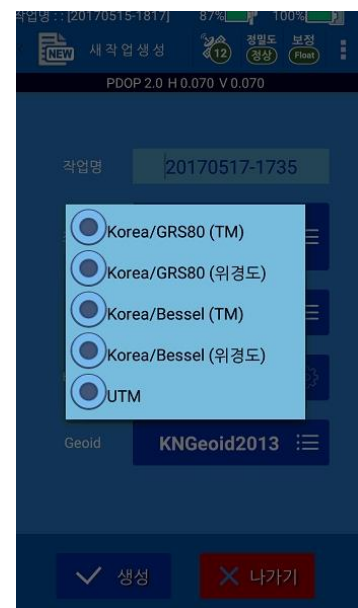 작업명 : : [20170515-1817] 87% 100%
NEW 새작업생성 12 정밀도 정상 보정 Float
PDOP 2.0 H 0.070 V 0.070
작업명 20170517-1735
Korea/GRS80 (TM)
Korea/GRS80 (위경도)
Korea/Bessel (TM)
Korea/Bessel (위경도)
UTM
Geoid KNGeoid2013
생성 나가기